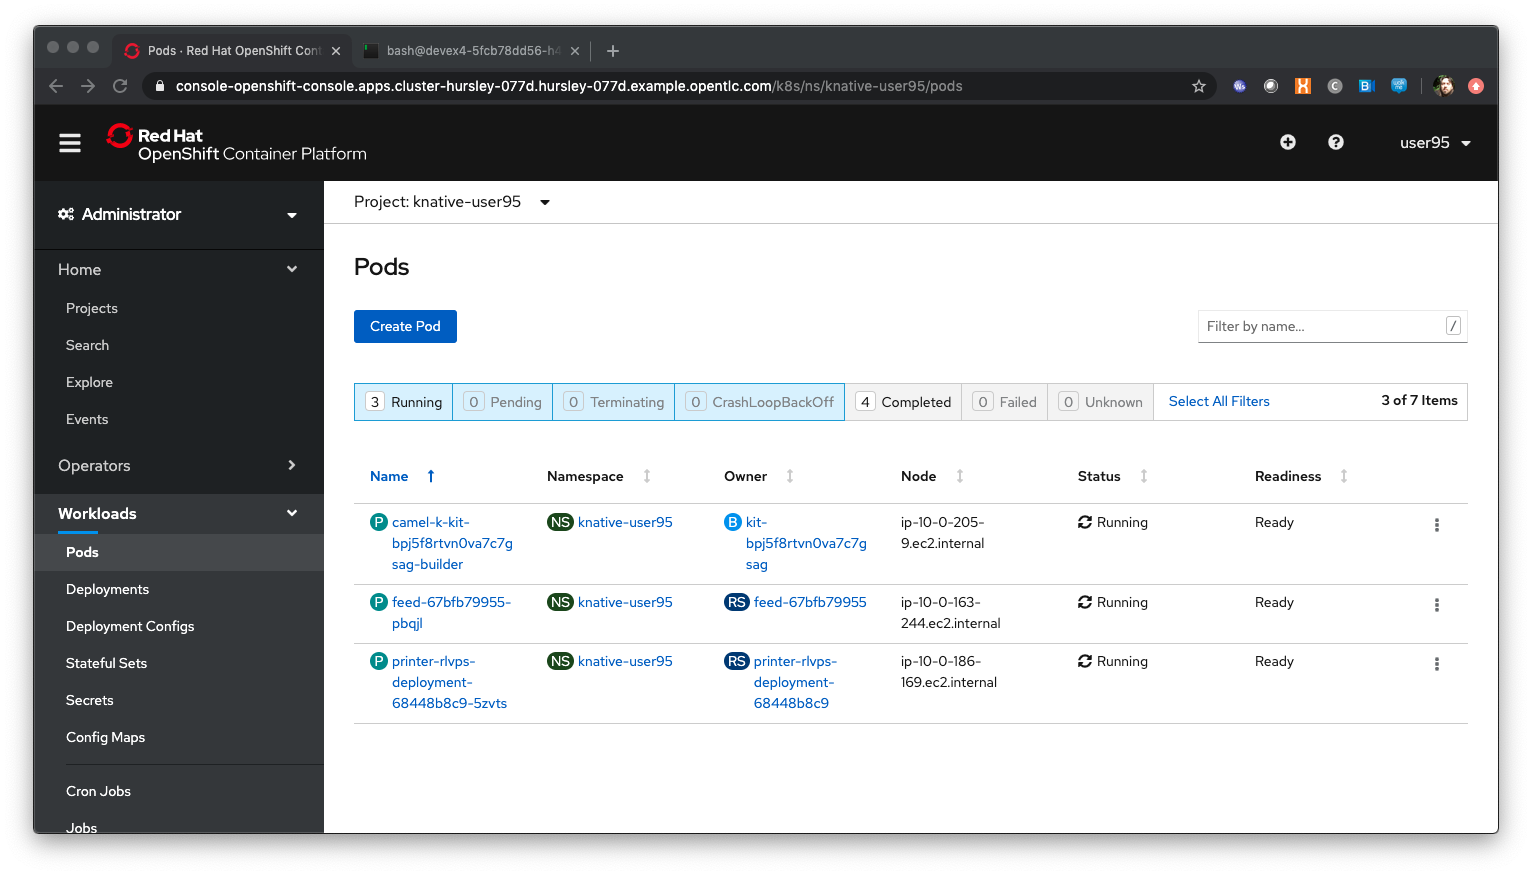 Pods · Red Hat OpenShift Cont
bash@devex4-5fcb78dd56-h4
console-openshift-console.apps.cluster-hursley-077d.hursley-077d.example.opentlc.com/k8s/ns/knative-user95/pods
Red Hat
OpenShift Container Platform
user95
Administrator
Home
Projects
Search
Explore
Events
Operators
Workloads
Pods
Deployments
Deployment Configs
Stateful Sets
Secrets
Config Maps
Cron Jobs
Jobs
Project: knative-user95
Pods
Create Pod
Filter by name...
/
3 Running 0 Pending 0 Terminating 0 CrashLoopBackOff 4 Completed 0 Failed 0 Unknown Select All Filters 3 of 7 Items
Name Namespace Owner Node Status Readiness
P camel-k-kit- NS knative-user95 B kit- ip-10-0-205- Running Ready
bpj5f8rtvn0va7c7g bpj5f8rtvn0va7c7g 9.ec2.internal
sag-builder sag
P feed-67bfb79955- NS knative-user95 RS feed-67bfb79955 ip-10-0-163- Running Ready
pbqjl 244.ec2.internal
P printer-rlvps- NS knative-user95 RS printer-rlvps- ip-10-0-186- Running Ready
deployment- deployment- 169.ec2.internal
68448b8c9-5zvts 68448b8c9